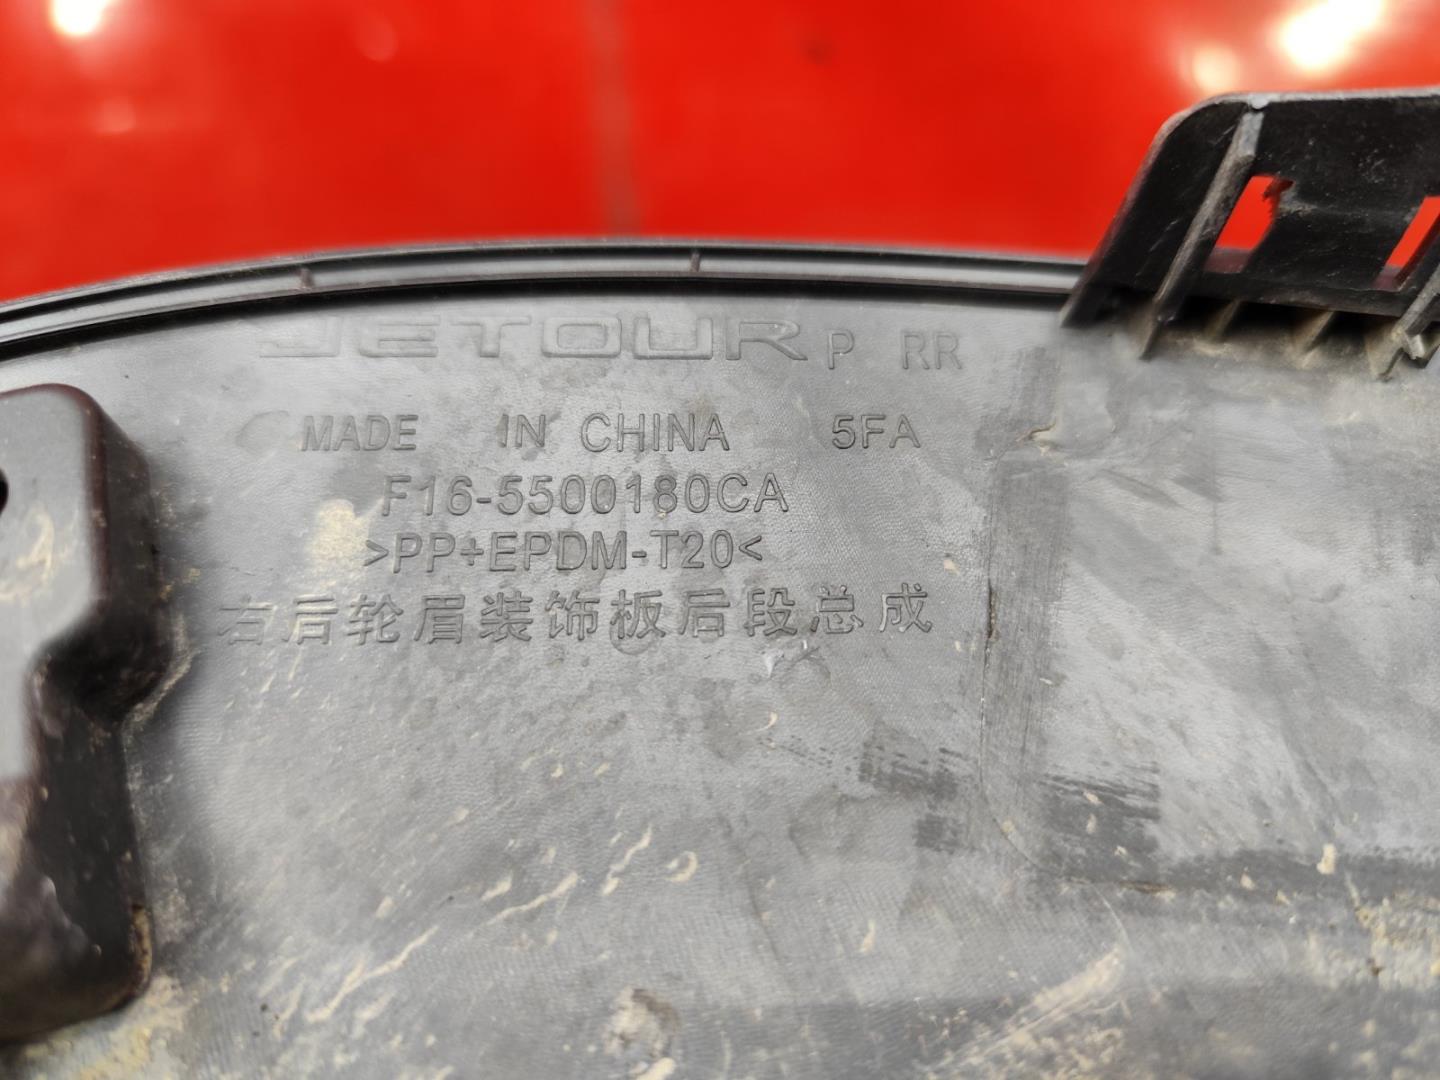 JETOUR P RR
MADE IN CHINA 5FA
F16-5500180CA
>PP+EPDM-T20<
右后轮眉装饰板后段总成